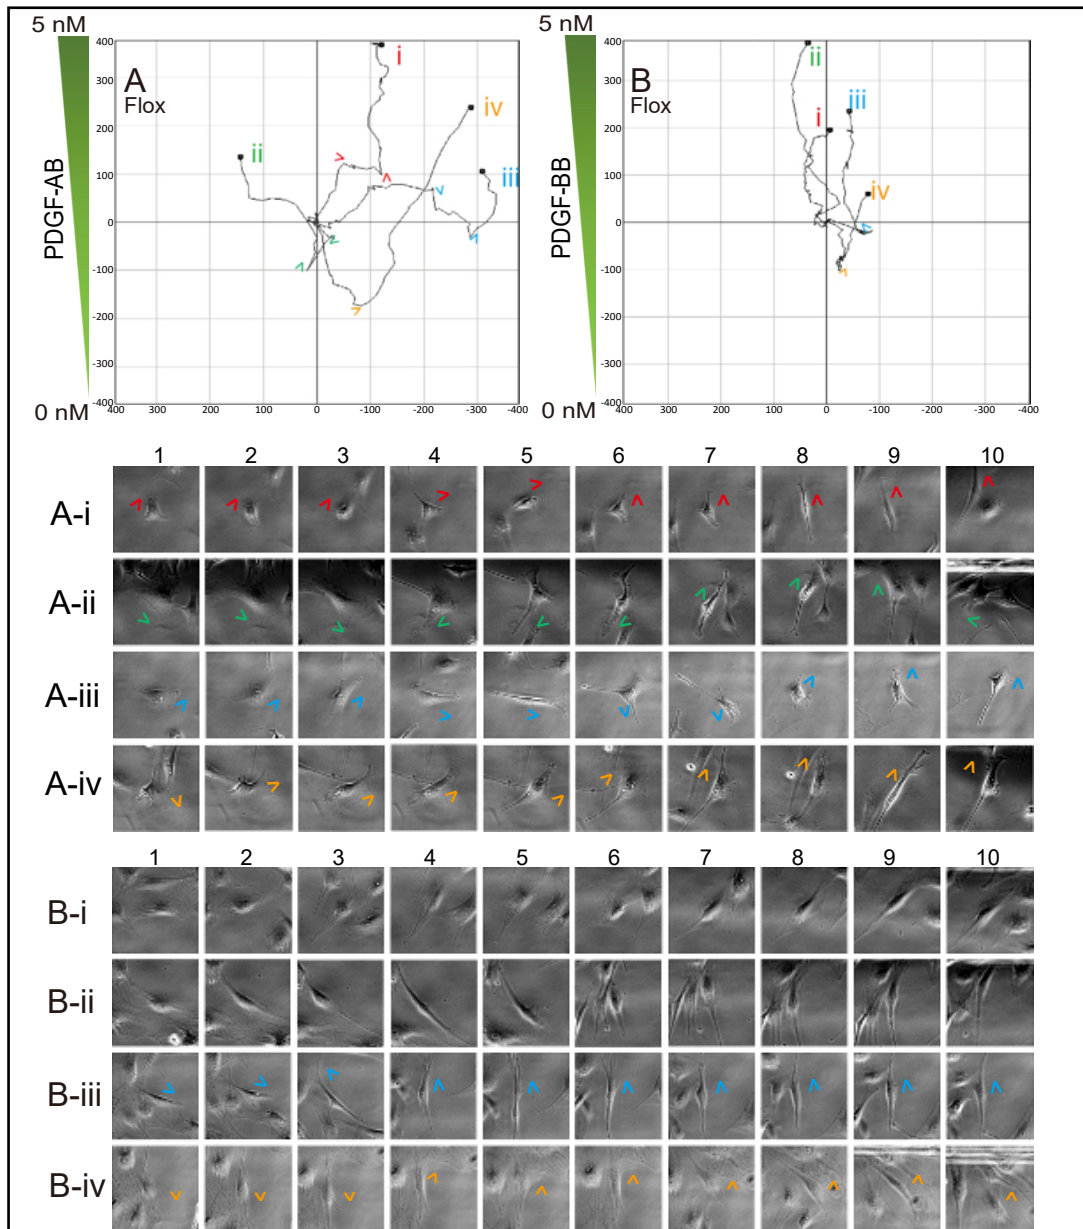 5 nM
PDGF-AB
0 nM
A
Flox
i
ii
iii
iv
400
300
200
100
0
-100
-200
-300
-400
400 300 200 100 0 -100 -200 -300 -400
5 nM
PDGF-BB
0 nM
B
Flox
ii
iii
i
iv
400
300
200
100
0
-100
-200
-300
-400
400 300 200 100 0 -100 -200 -300 -400
1 2 3 4 5 6 7 8 9 10
A-i
A-ii
A-iii
A-iv
1 2 3 4 5 6 7 8 9 10
B-i
B-ii
B-iii
B-iv